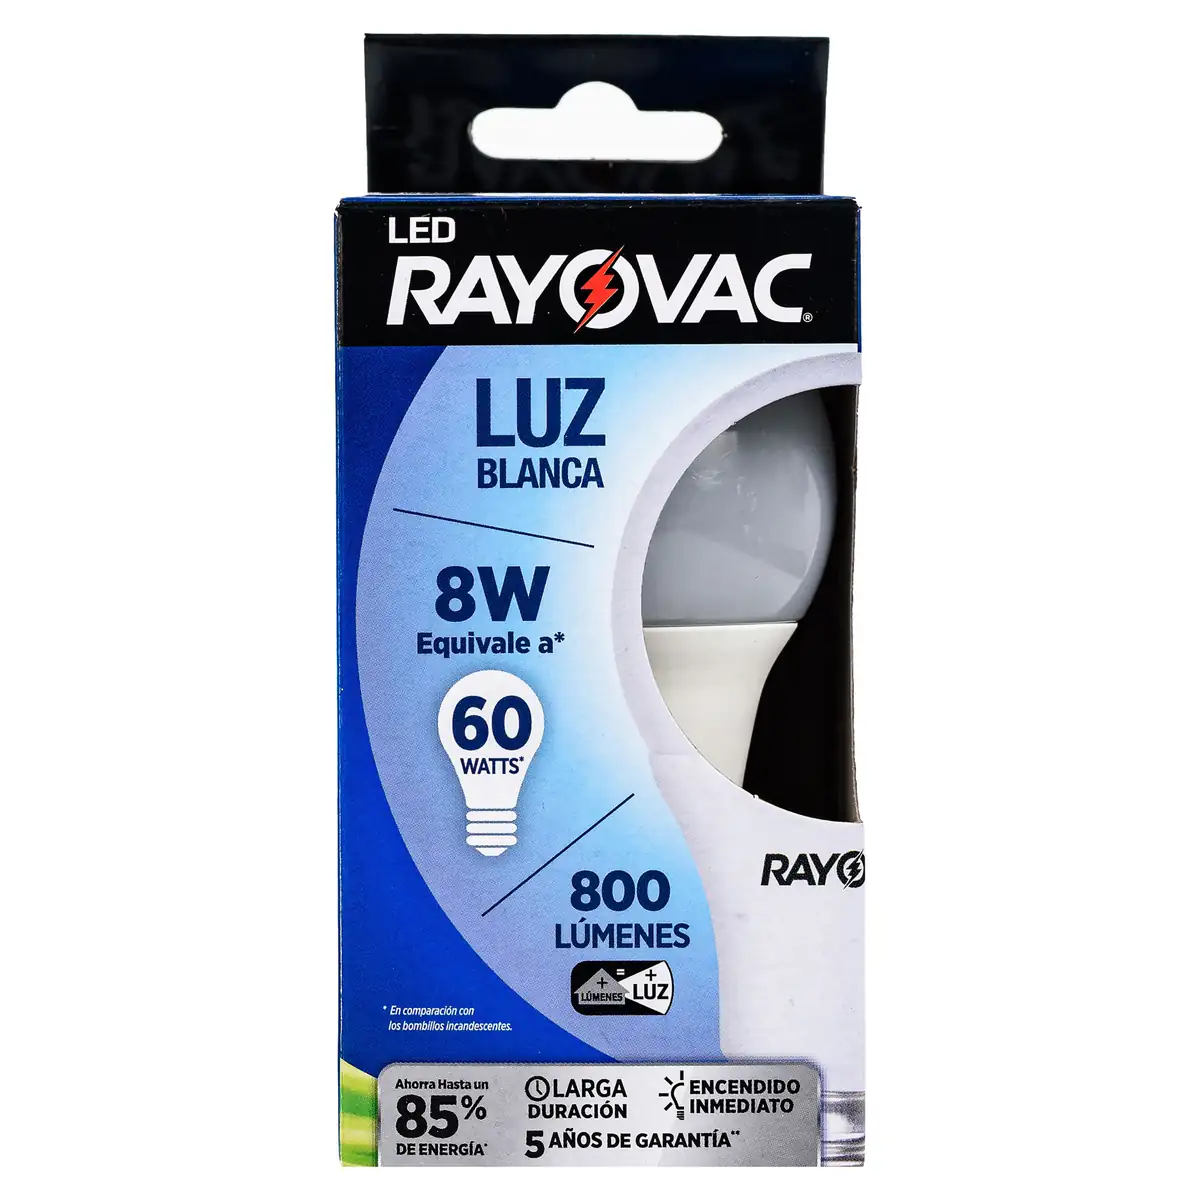 LED
RAYOVAC®
LUZ
BLANCA
8W
Equivale a*
60
WATTS*
800
LÚMENES
+
LÚMENES
=
+
LUZ
* En comparación con
los bombillos incandescentes.
RAYO
Ahorra Hasta un
85%
DE ENERGÍA*
LARGA
DURACIÓN
ENCENDIDO
INMEDIATO
5 AÑOS DE GARANTÍA**